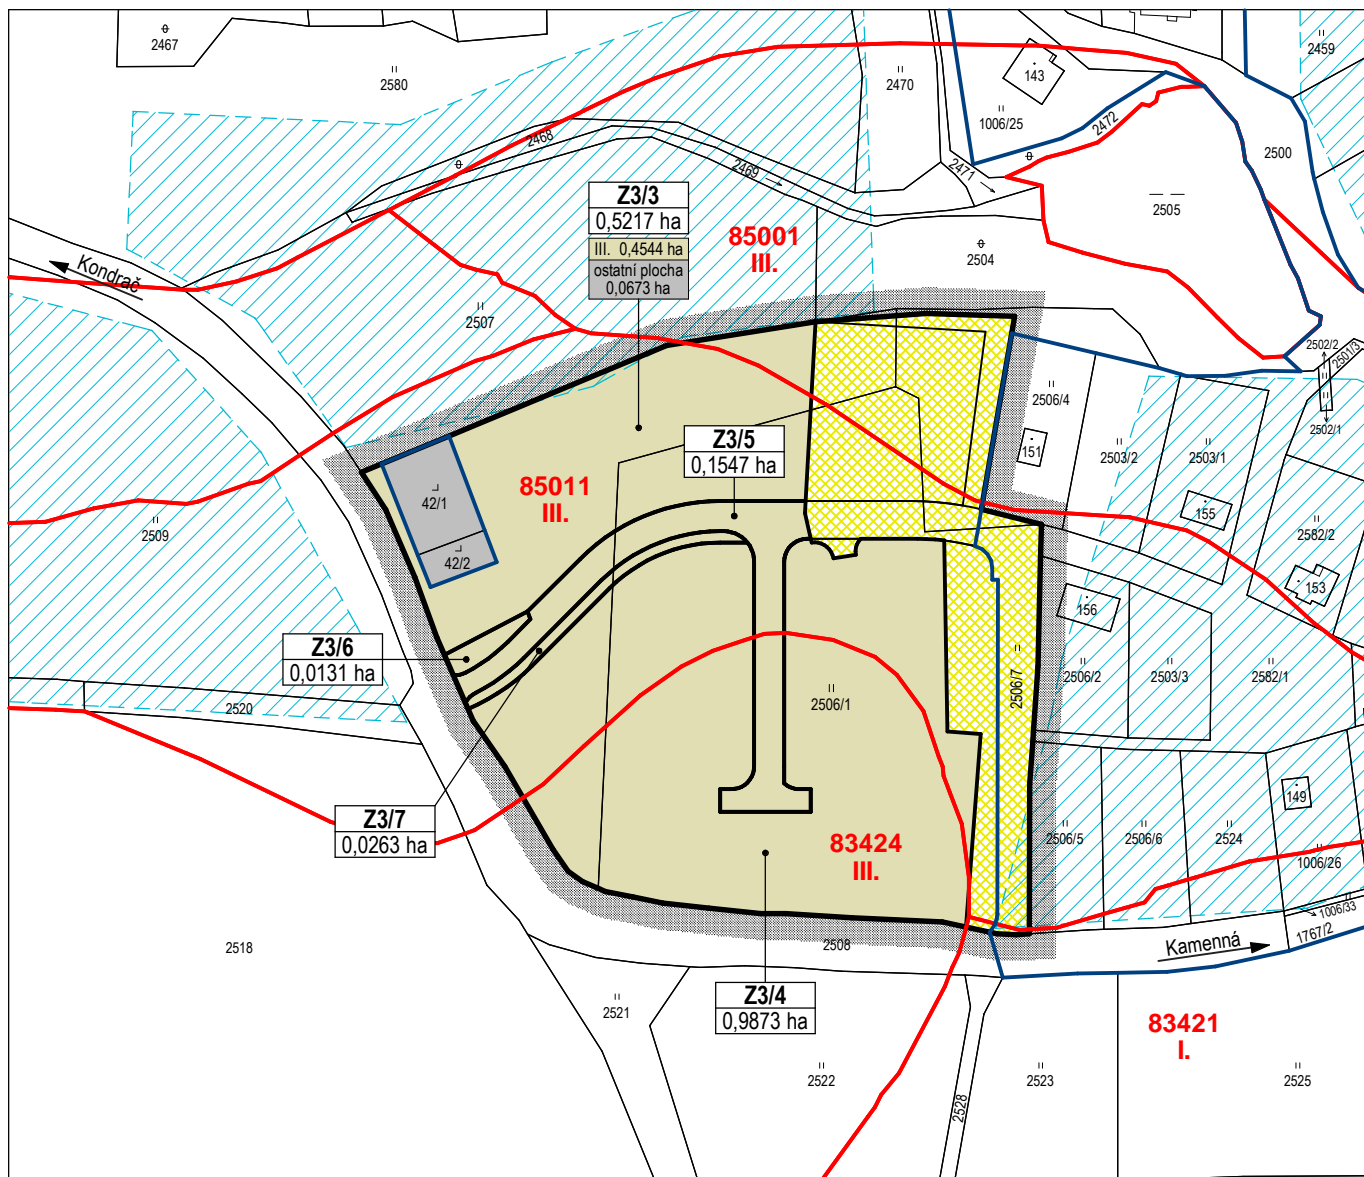 2467
2580
2470
143
1006/25
2472
2459
2468
2469
2471
2500
2505
Z3/3
0,5217 ha
III. 0,4544 ha
ostatní plocha
0,0673 ha
85001
III.
2504
Kondrač
2507
2506/4
2502/2
2501/3
2502/1
Z3/5
0,1547 ha
151
2503/2
2503/1
85011
III.
42/1
42/2
155
2509
2582/2
153
156
Z3/6
0,0131 ha
2506/1
2506/7
2506/2
2503/3
2582/1
2520
149
Z3/7
0,0263 ha
83424
III.
2506/5
2506/6
2524
1006/26
1006/33
1767/2
2518
2508
Kamenná
Z3/4
0,9873 ha
2521
83421
I.
2522
2523
2525
2528